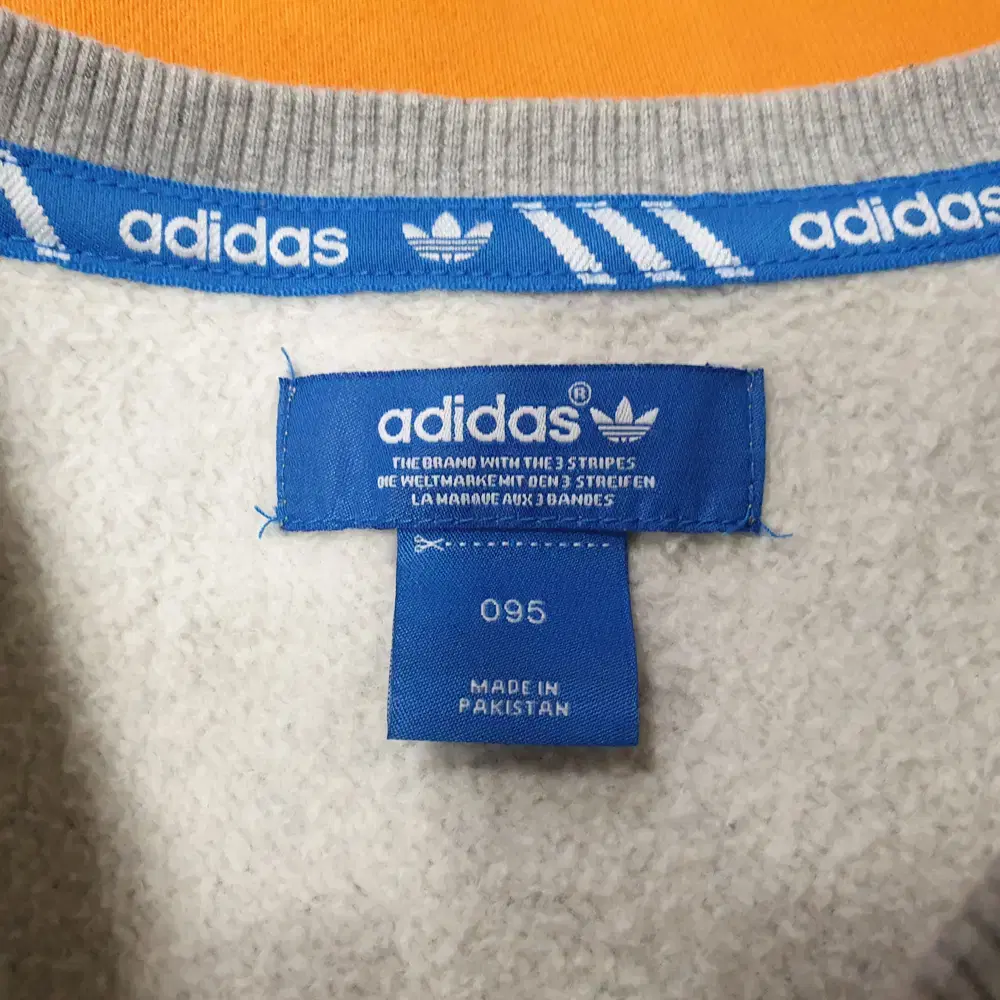 adidas adidas
adidas®
THE BRAND WITH THE 3 STRIPES
DIE WELTMARKE MIT DEN 3 STREIFEN
LA MARQUE AUX 3 BANDES
095
MADE IN
PAKISTAN